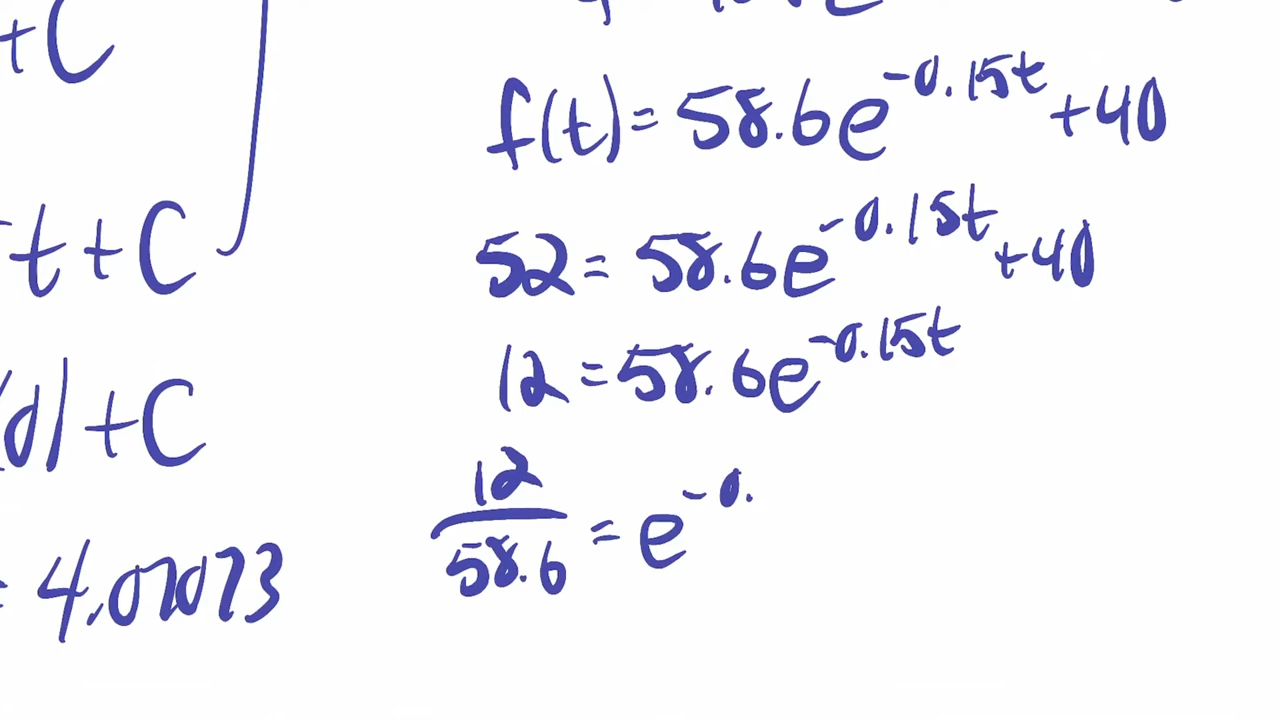 +C
f(t) = 58.6e^{-0.15t} + 40
t + C
52 = 58.6e^{-0.15t} + 40
12 = 58.6e^{-0.15t}
+ C
12/58.6 = e^{-0.
= 4.07073